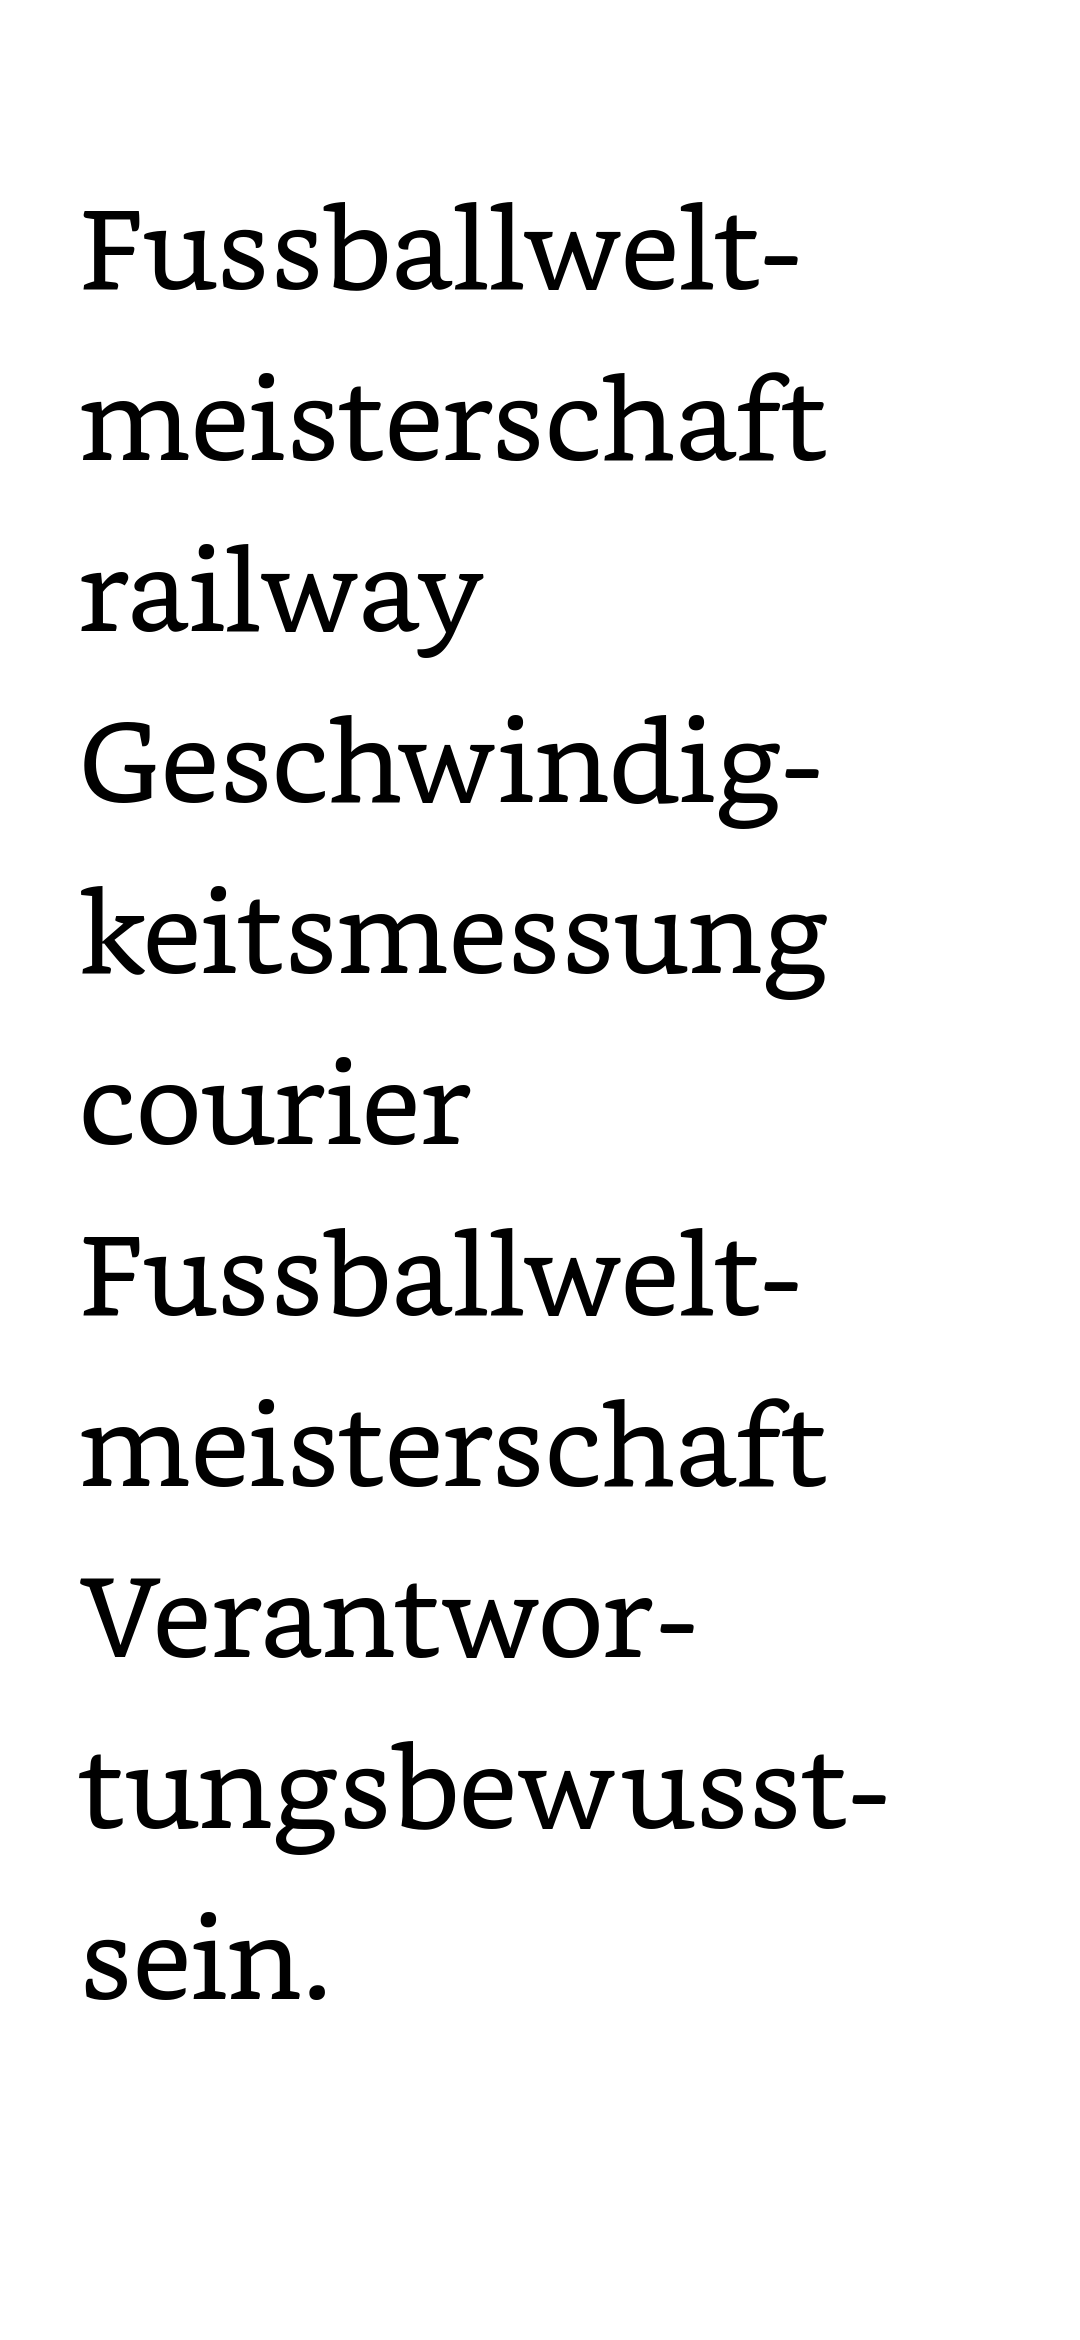 Fussballwelt-
meisterschaft
railway
Geschwindig-
keitsmessung
courier
Fussballwelt-
meisterschaft
Verantwor-
tungsbewusst-
sein.